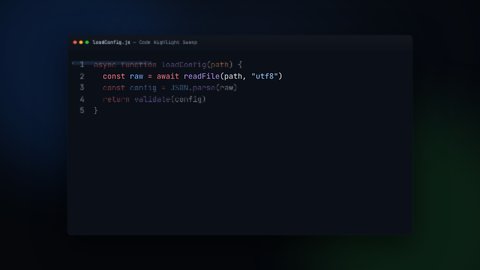 loadConfig.js — Code Highlight Sweep
1 async function loadConfig(path) {
2 const raw = await readFile(path, "utf8")
3 const config = JSON.parse(raw)
4 return validate(config)
5 }